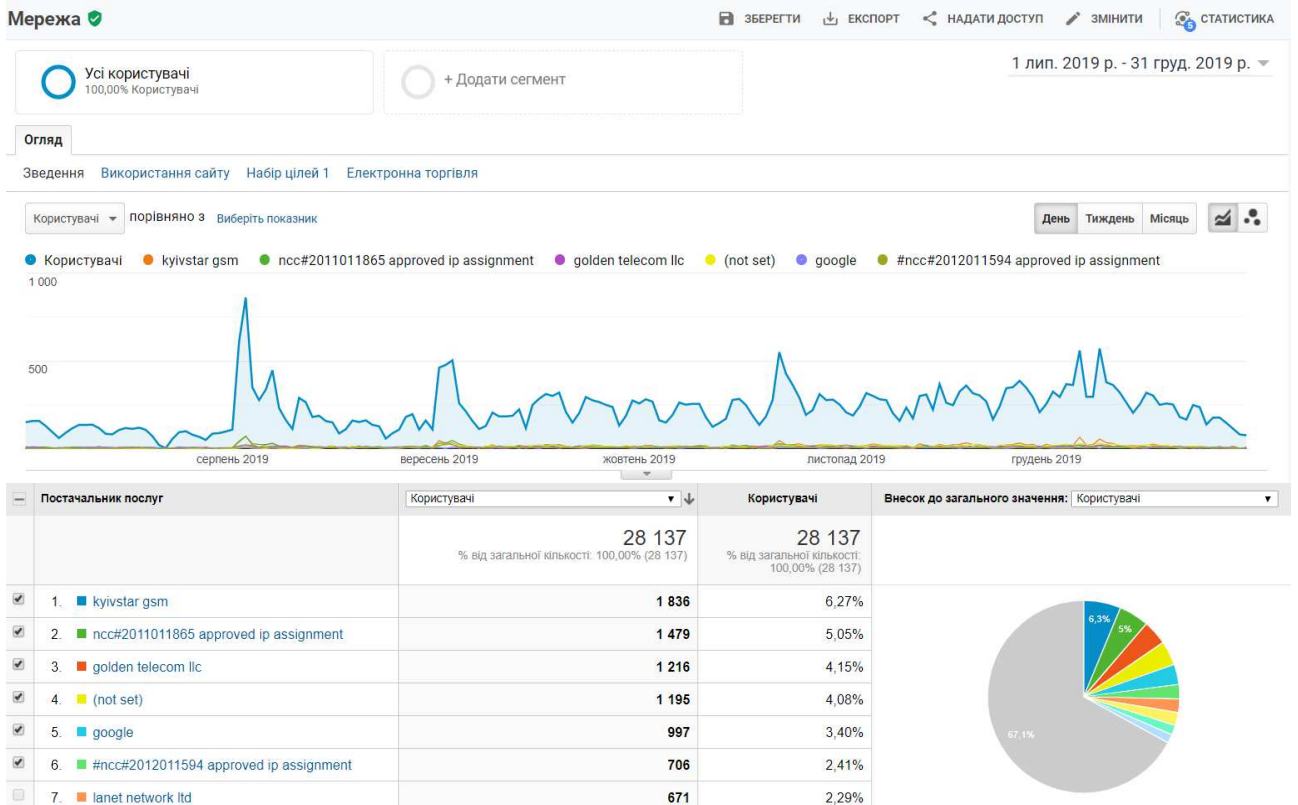 Мережа
ЗБЕРЕГТИ ЕКСПОРТ НАДАТИ ДОСТУП ЗМІНИТИ 5 СТАТИСТИКА
Усі користувачі
100,00% Користувачі
+ Додати сегмент
1 лип. 2019 р. - 31 груд. 2019 р.
Огляд
Зведення Використання сайту Набір цілей 1 Електронна торгівля
Користувачі порівняно з Виберіть показник
День Тиждень Місяць
Користувачі kyivstar gsm ncc#2011011865 approved ip assignment golden telecom llc (not set) google #ncc#2012011594 approved ip assignment
1 000
500
серпень 2019 вересень 2019 жовтень 2019 листопад 2019 грудень 2019
Постачальник послуг Користувачі Користувачі Внесок до загального значення: Користувачі
28 137 28 137
% від загальної кількості: 100,00% (28 137) % від загальної кількості:
100,00% (28 137)
1. kyivstar gsm 1 836 6,27%
2. ncc#2011011865 approved ip assignment 1 479 5,05%
3. golden telecom llc 1 216 4,15%
4. (not set) 1 195 4,08%
5. google 997 3,40%
6. #ncc#2012011594 approved ip assignment 706 2,41%
7. lanet network ltd 671 2,29%
6,3%
5%
67,1%